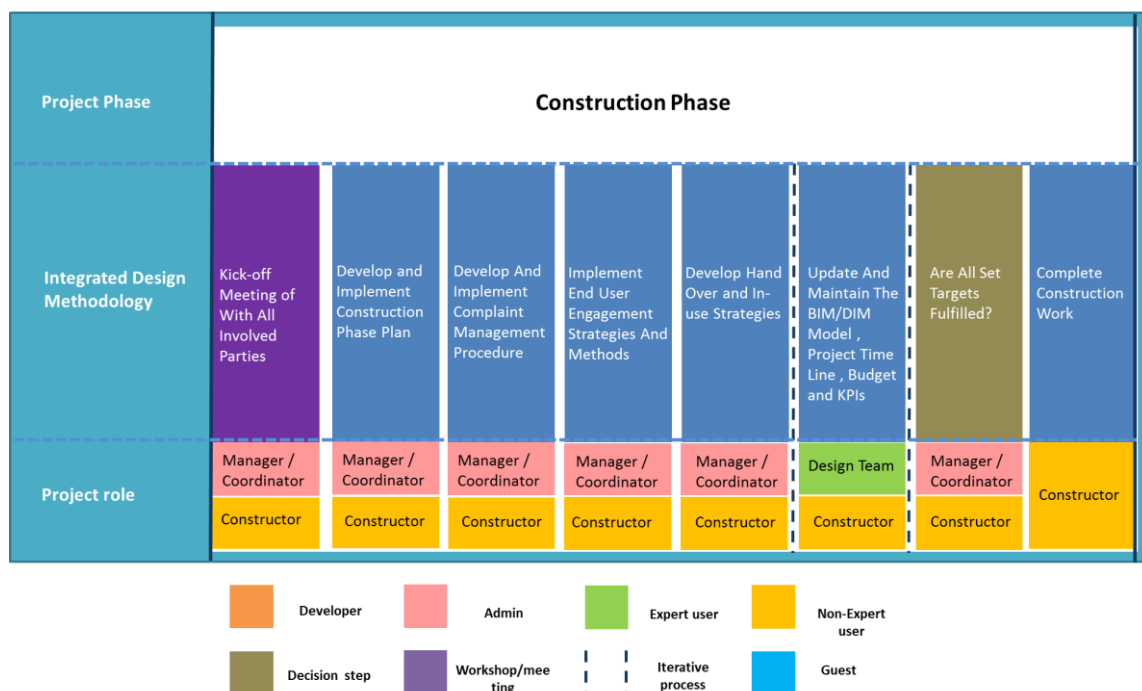 Project Phase
Construction Phase
Integrated Design
Methodology
Kick-off
Meeting of
With All
Involved
Parties
Develop and
Implement
Construction
Phase Plan
Develop And
Implement
Complaint
Management
Procedure
Implement
End User
Engagement
Strategies And
Methods
Develop Hand
Over and In-
use Strategies
Update And
Maintain The
BIM/DIM
Model ,
Project Time
Line , Budget
and KPIs
Are All Set
Targets
Fulfilled?
Complete
Construction
Work
Project role
Manager /
Coordinator
Constructor
Manager /
Coordinator
Constructor
Manager /
Coordinator
Constructor
Manager /
Coordinator
Constructor
Manager /
Coordinator
Constructor
Design Team
Constructor
Manager /
Coordinator
Constructor
Constructor
Developer
Admin
Expert user
Non-Expert
user
Decision step
Workshop/mee
ting
Iterative
process
Guest